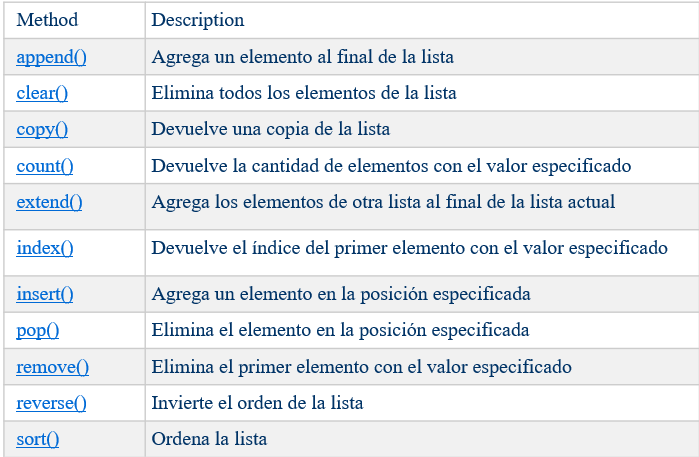 Method Description
append() Agrega un elemento al final de la lista
clear() Elimina todos los elementos de la lista
copy() Devuelve una copia de la lista
count() Devuelve la cantidad de elementos con el valor especificado
extend() Agrega los elementos de otra lista al final de la lista actual
index() Devuelve el índice del primer elemento con el valor especificado
insert() Agrega un elemento en la posición especificada
pop() Elimina el elemento en la posición especificada
remove() Elimina el primer elemento con el valor especificado
reverse() Invierte el orden de la lista
sort() Ordena la lista